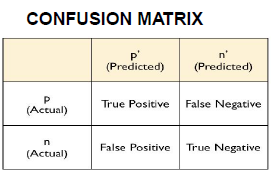 CONFUSION MATRIX
p'
(Predicted)
n'
(Predicted)
p
(Actual)
True Positive
False Negative
n
(Actual)
False Positive
True Negative